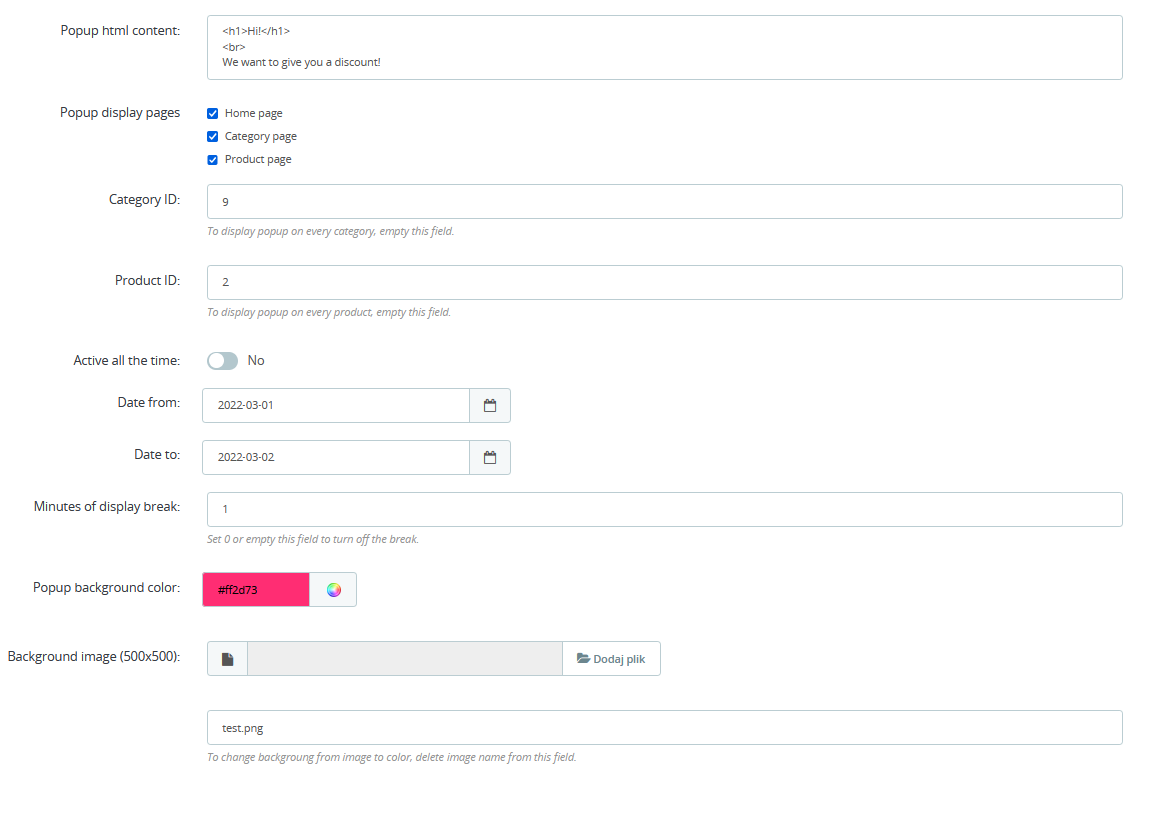 Popup html content:
<h1>Hi!</h1>
<br>
We want to give you a discount!
Popup display pages
Home page
Category page
Product page
Category ID:
9
To display popup on every category, empty this field.
Product ID:
2
To display popup on every product, empty this field.
Active all the time:
No
Date from:
2022-03-01
Date to:
2022-03-02
Minutes of display break:
1
Set 0 or empty this field to turn off the break.
Popup background color:
#ff2d73
Background image (500x500):
Dodaj plik
test.png
To change backgroung from image to color, delete image name from this field.